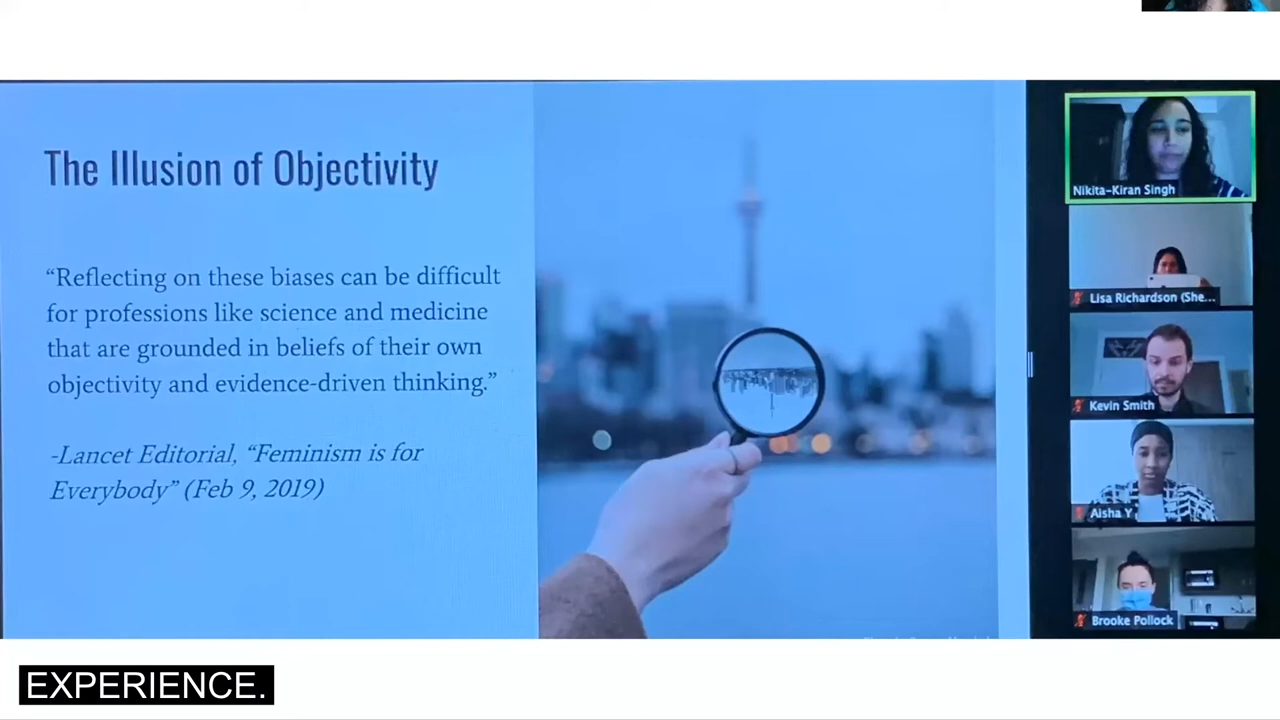 The Illusion of Objectivity
“Reflecting on these biases can be difficult
for professions like science and medicine
that are grounded in beliefs of their own
objectivity and evidence-driven thinking.”
-Lancet Editorial, “Feminism is for
Everybody” (Feb 9, 2019)
Nikita-Kiran Singh
Lisa Richardson (She...
Kevin Smith
Aisha Y
Brooke Pollock
EXPERIENCE.